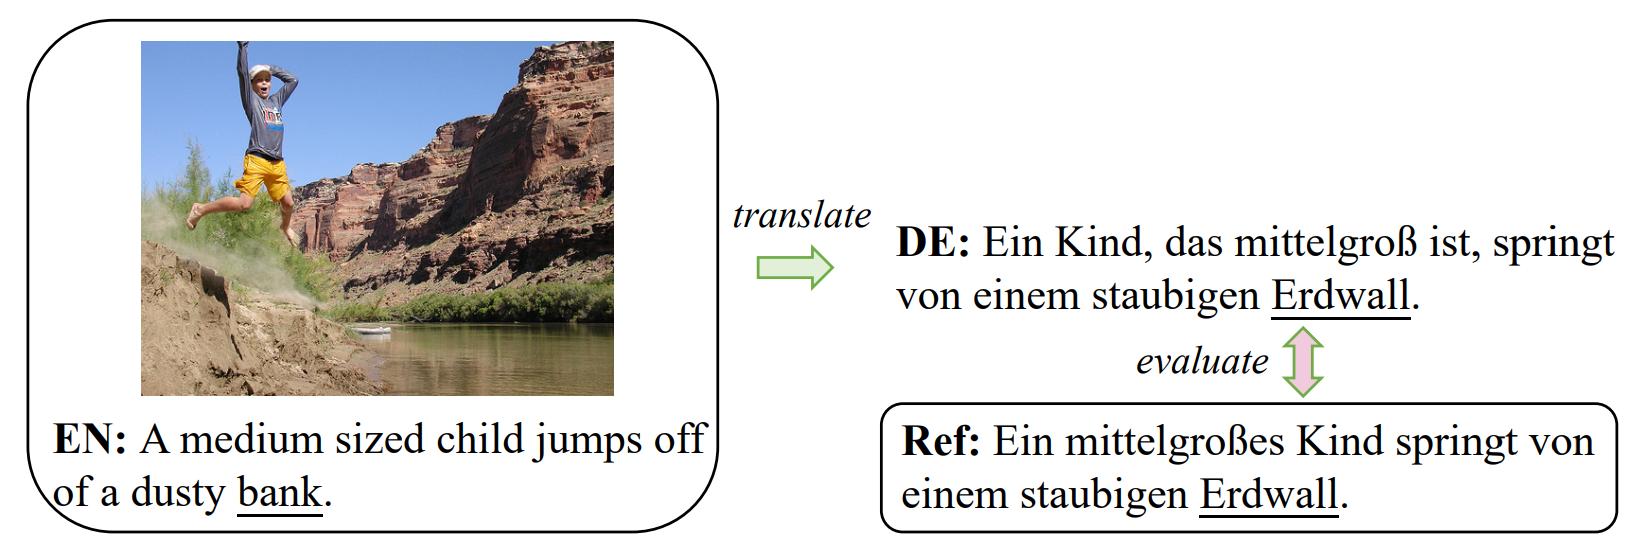 EN: A medium sized child jumps off
of a dusty bank.
translate
DE: Ein Kind, das mittelgroß ist, springt
von einem staubigen Erdwall.
evaluate
Ref: Ein mittelgroßes Kind springt von
einem staubigen Erdwall.